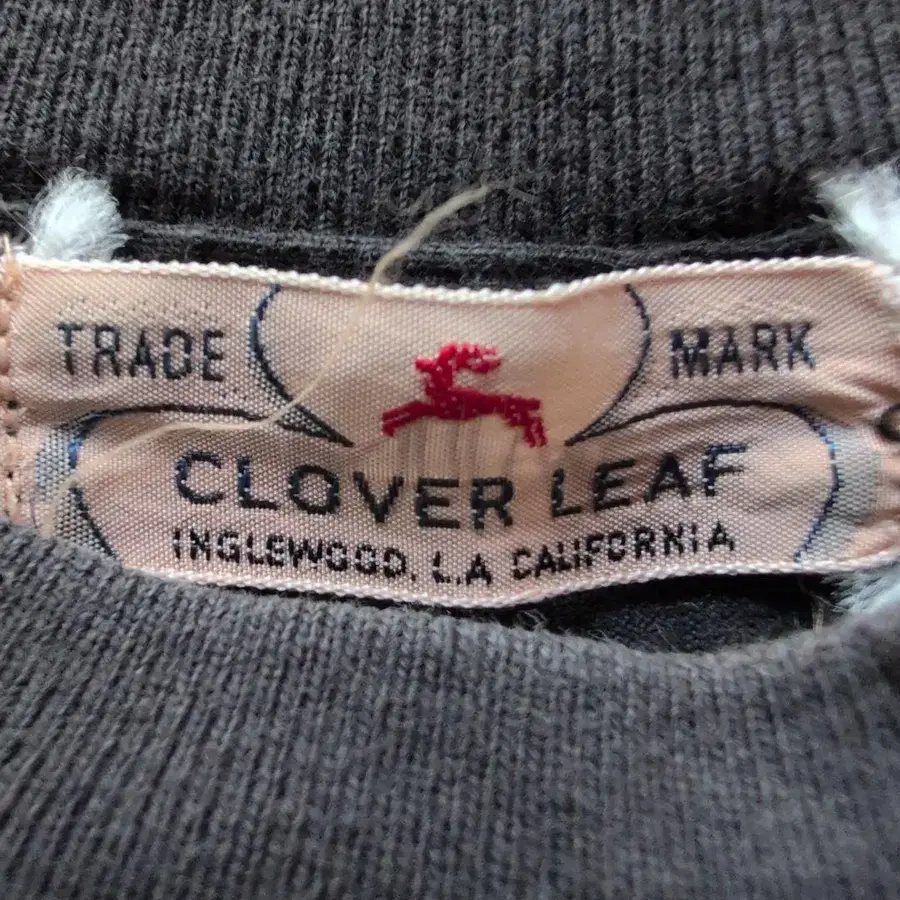 TRADE MARK
CLOVER LEAF
INGLEWOOD, L.A CALIFORNIA